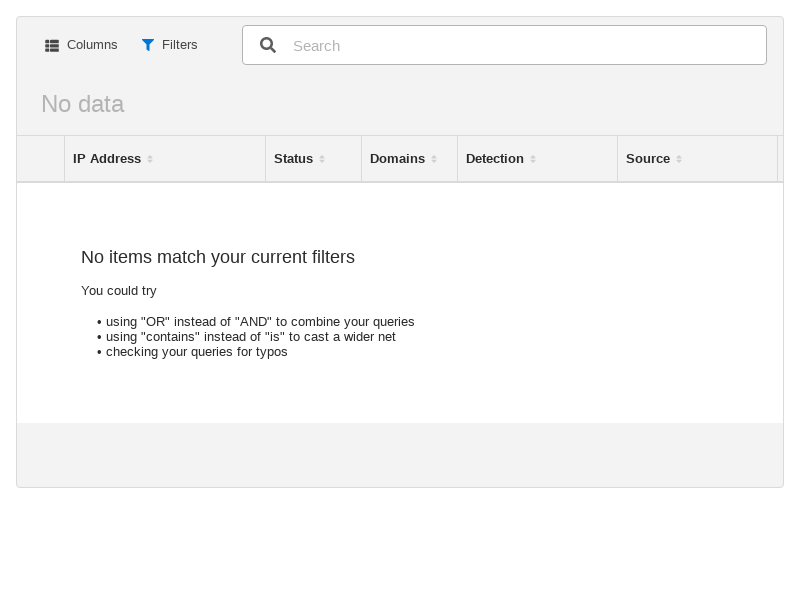 Columns Filters Search
No data
IP Address Status Domains Detection Source
No items match your current filters
You could try
• using "OR" instead of "AND" to combine your queries
• using "contains" instead of "is" to cast a wider net
• checking your queries for typos